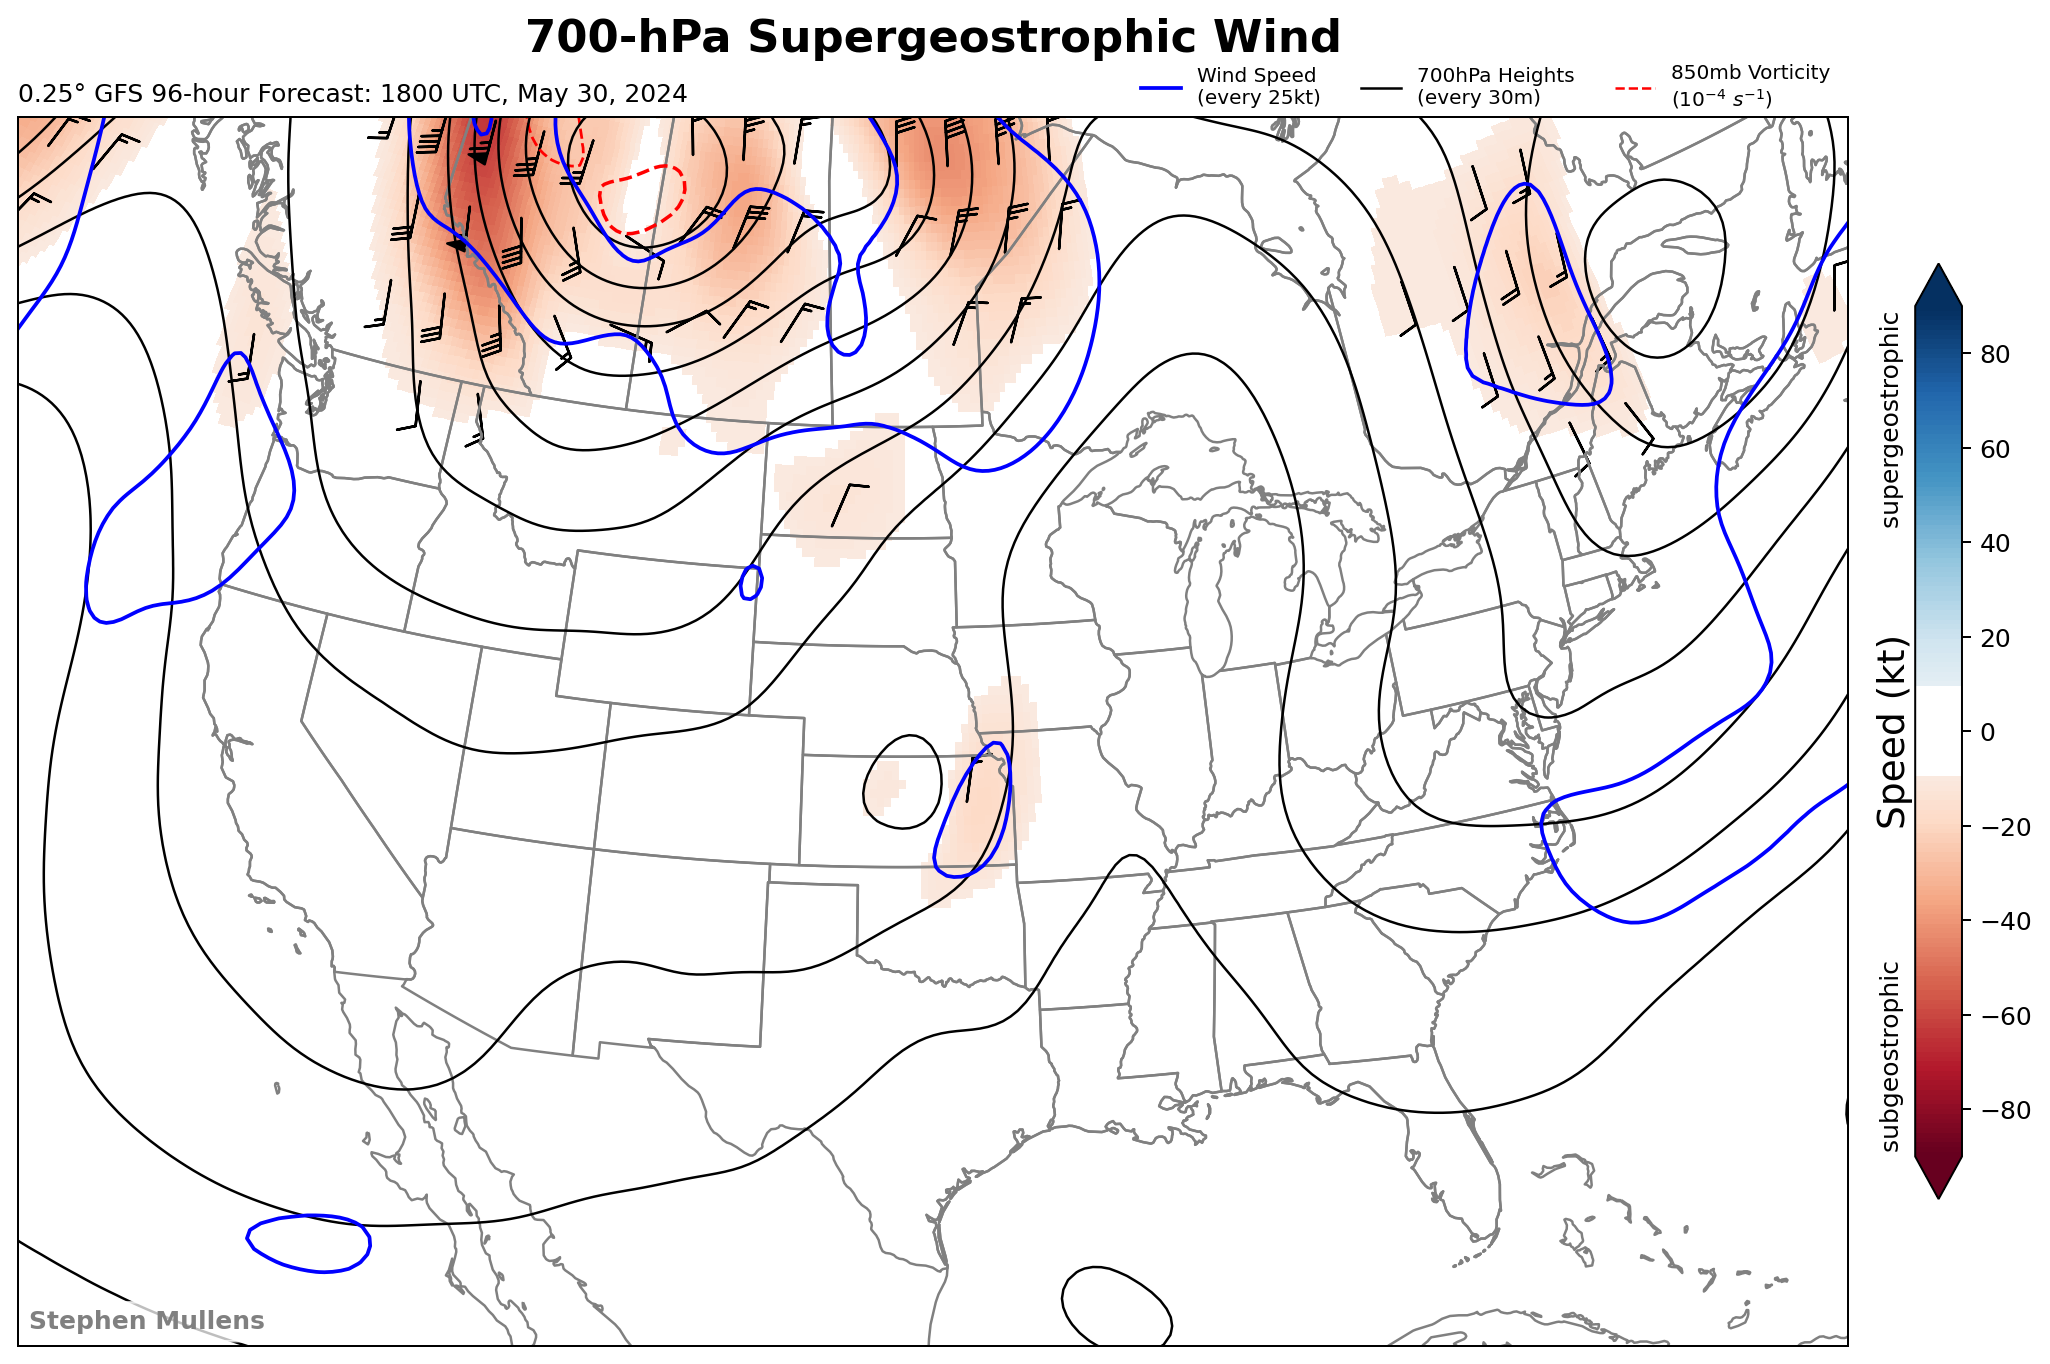 700-hPa Supergeostrophic Wind
0.25° GFS 96-hour Forecast: 1800 UTC, May 30, 2024
Wind Speed
(every 25kt)
700hPa Heights
(every 30m)
850mb Vorticity
(10⁻⁴ s⁻¹)
supergeostrophic
Speed (kt)
subgeostrophic
80
60
40
20
0
−20
−40
−60
−80
Stephen Mullens